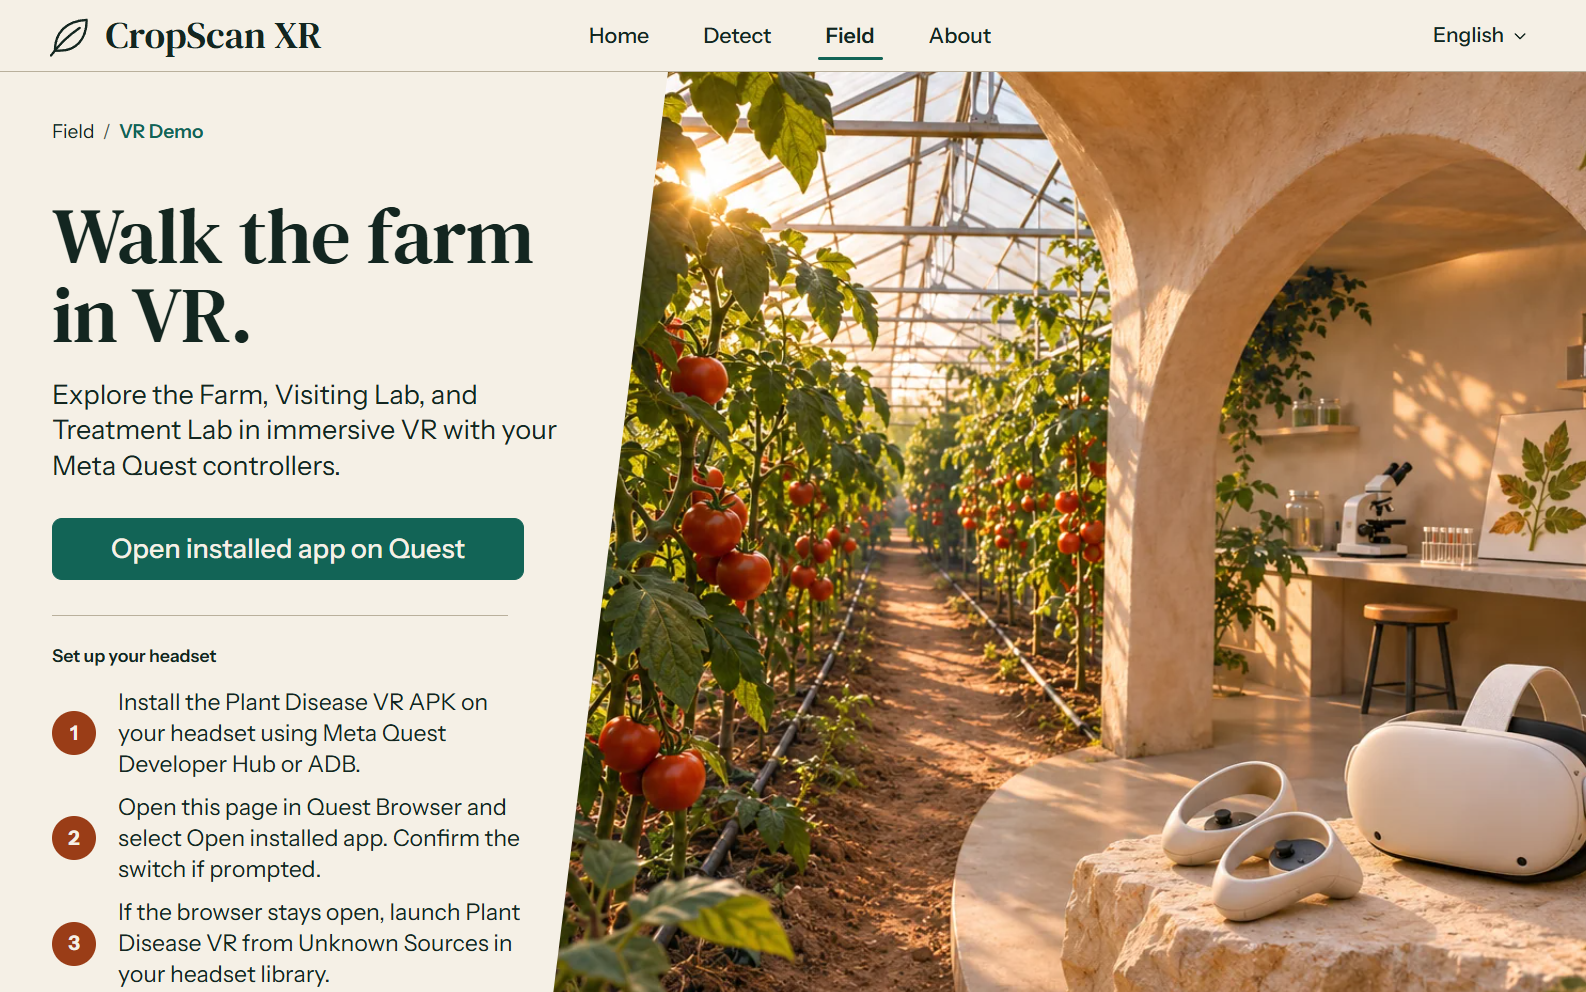 CropScan XR
Home
Detect
Field
About
English
Field / VR Demo
Walk the farm
in VR.
Explore the Farm, Visiting Lab, and
Treatment Lab in immersive VR with your
Meta Quest controllers.
Open installed app on Quest
Set up your headset
1
Install the Plant Disease VR APK on
your headset using Meta Quest
Developer Hub or ADB.
2
Open this page in Quest Browser and
select Open installed app. Confirm the
switch if prompted.
3
If the browser stays open, launch Plant
Disease VR from Unknown Sources in
your headset library.